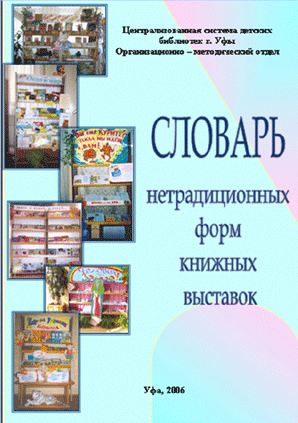 Централизованная система детских
библиотек г. Уфы
Организационно – методический отдел
СЛОВАРЬ
нетрадиционных
форм
книжных
выставок
Уфа, 2006